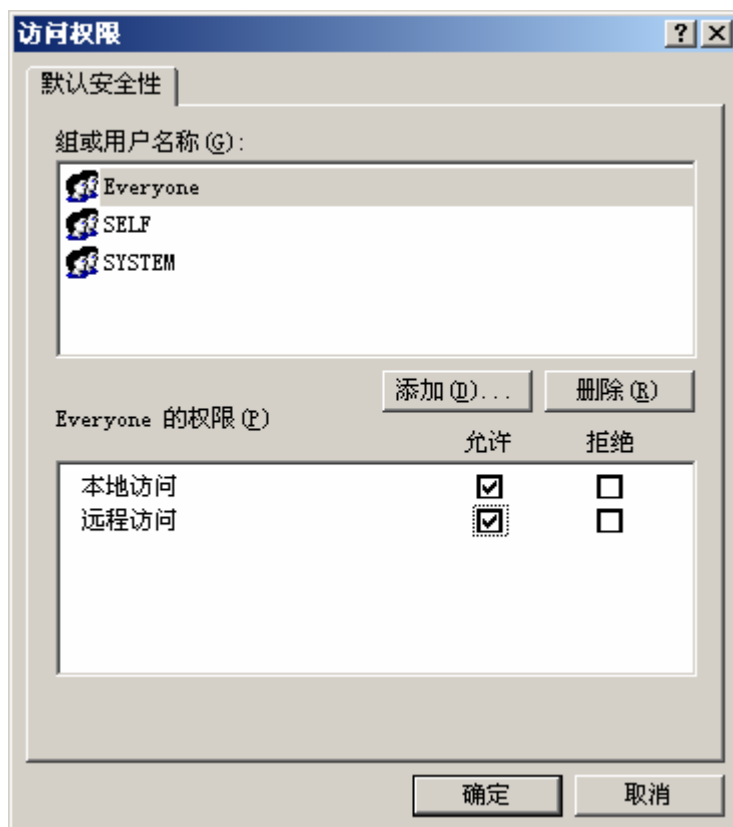 访问权限
默认安全性
组或用户名称(G):
Everyone
SELF
SYSTEM
添加(D)... 删除(R)
Everyone 的权限(P)
允许 拒绝
本地访问
远程访问
确定 取消